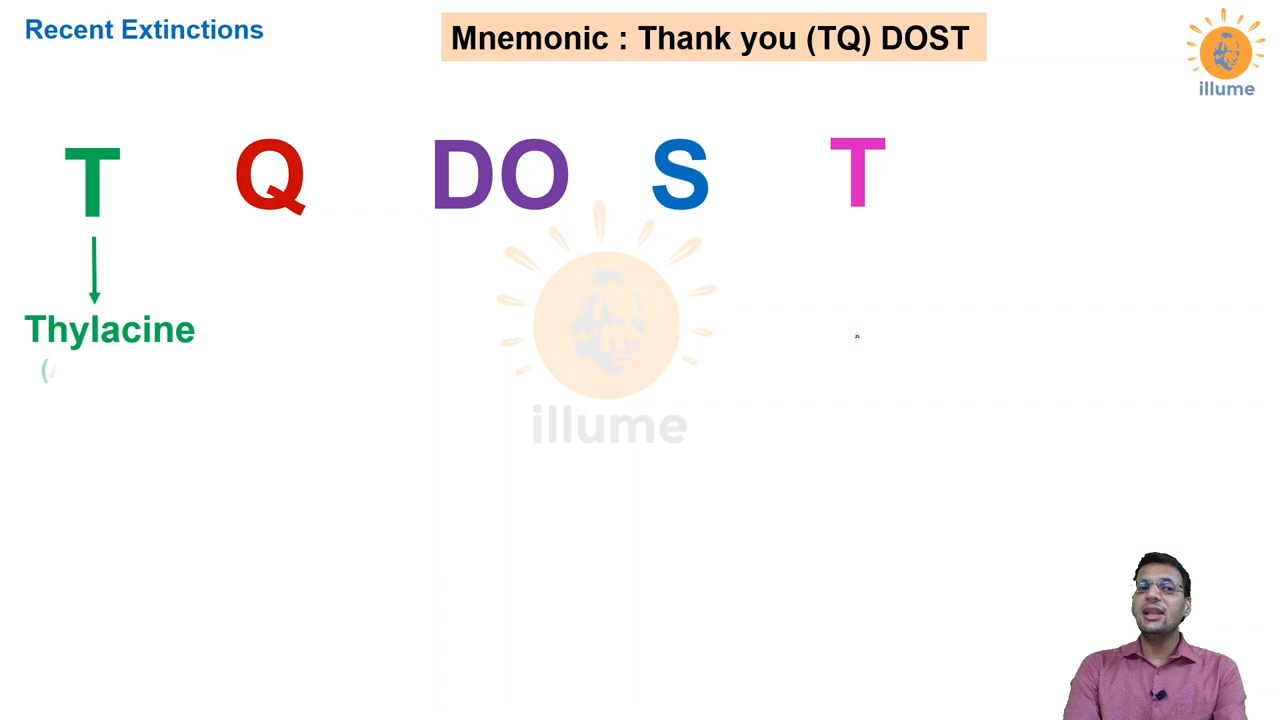 Recent Extinctions
Mnemonic : Thank you (TQ) DOST
illume
T Q DO S T
Thylacine
(
illume